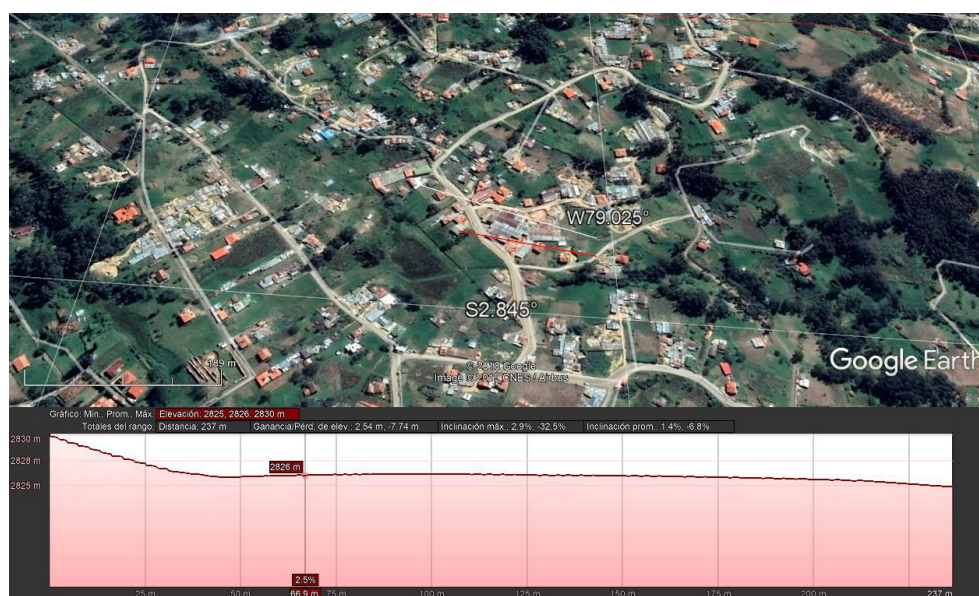 W79.025°
S2.845°
189 m
© 2018 Google
Image © 2018 CNES / Airbus
Google Earth
Gráfico: Mín., Prom., Máx. Elevación: 2825, 2826, 2830 m
Totales del rango: Distancia: 237 m Ganancia/Pérd. de elev.: 2.54 m, -7.74 m Inclinación máx.: 2.9%, -32.5% Inclinación prom.: 1.4%, -6.8%
2830 m
2828 m
2826 m
2825 m
2.5%
25 m 50 m 66.9 m 75 m 100 m 125 m 150 m 175 m 200 m 237 m